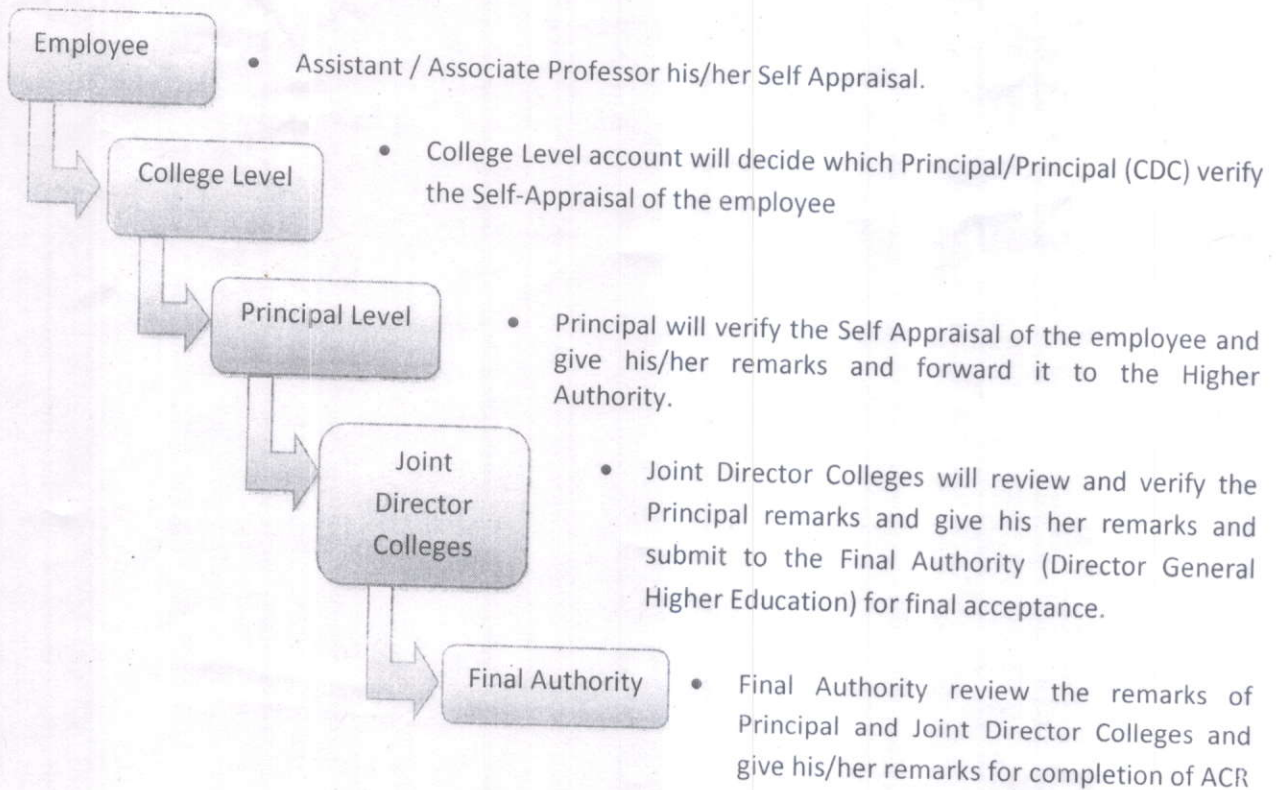 Employee
• Assistant / Associate Professor his/her Self Appraisal.
College Level
• College Level account will decide which Principal/Principal (CDC) verify
the Self-Appraisal of the employee
Principal Level
• Principal will verify the Self Appraisal of the employee and
give his/her remarks and forward it to the Higher
Authority.
Joint
Director
Colleges
• Joint Director Colleges will review and verify the
Principal remarks and give his her remarks and
submit to the Final Authority (Director General
Higher Education) for final acceptance.
Final Authority
• Final Authority review the remarks of
Principal and Joint Director Colleges and
give his/her remarks for completion of ACR